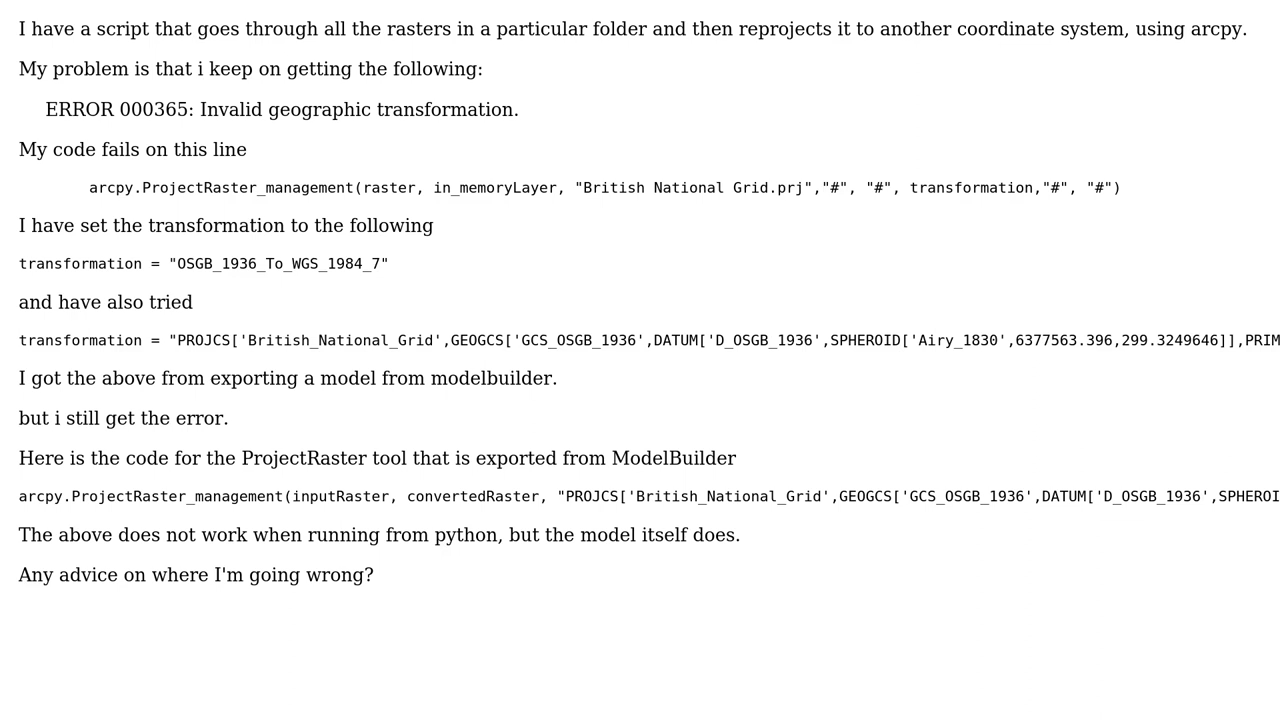 I have a script that goes through all the rasters in a particular folder and then reprojects it to another coordinate system, using arcpy.
My problem is that i keep on getting the following:
ERROR 000365: Invalid geographic transformation.
My code fails on this line
arcpy.ProjectRaster_management(raster, in_memoryLayer, "British National Grid.prj","#", "#", transformation,"#", "#")
I have set the transformation to the following
transformation = "OSGB_1936_To_WGS_1984_7"
and have also tried
transformation = "PROJCS['British_National_Grid',GEOGCS['GCS_OSGB_1936',DATUM['D_OSGB_1936',SPHEROID['Airy_1830',6377563.396,299.3249646]],PRIM
I got the above from exporting a model from modelbuilder.
but i still get the error.
Here is the code for the ProjectRaster tool that is exported from ModelBuilder
arcpy.ProjectRaster_management(inputRaster, convertedRaster, "PROJCS['British_National_Grid',GEOGCS['GCS_OSGB_1936',DATUM['D_OSGB_1936',SPHEROI
The above does not work when running from python, but the model itself does.
Any advice on where I'm going wrong?